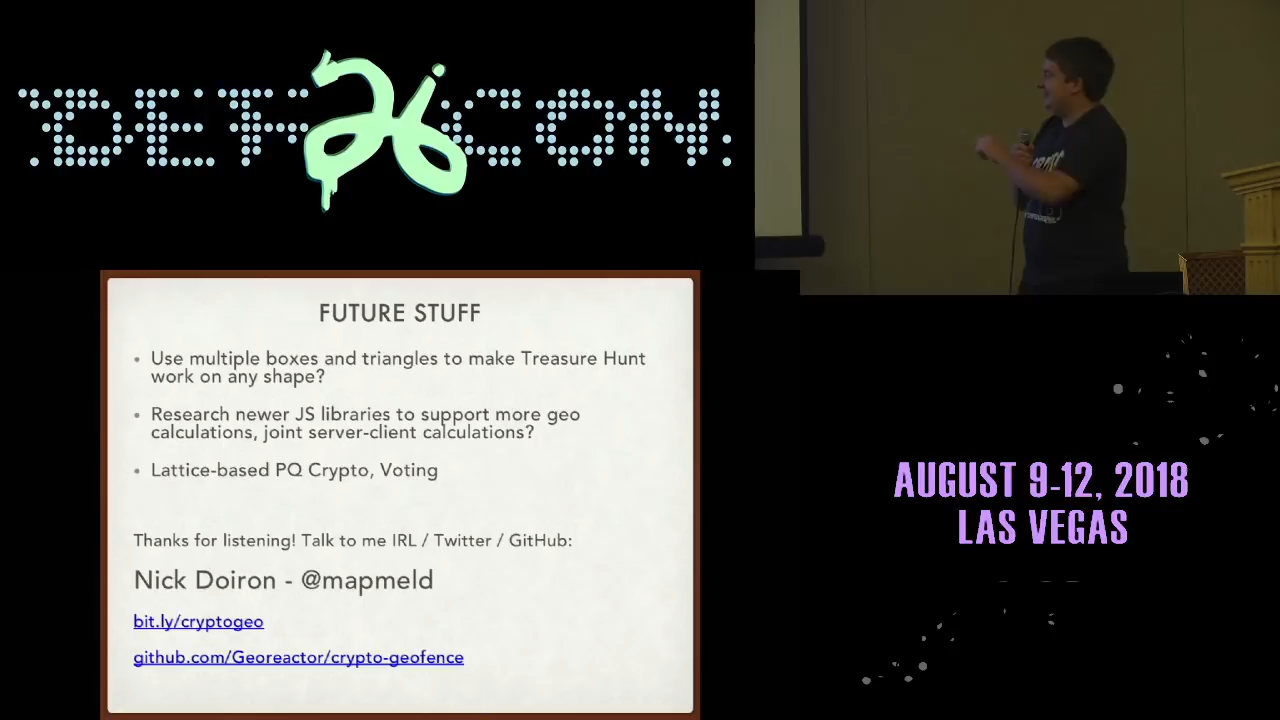 DEF CON 26
FUTURE STUFF
• Use multiple boxes and triangles to make Treasure Hunt
work on any shape?
• Research newer JS libraries to support more geo
calculations, joint server-client calculations?
• Lattice-based PQ Crypto, Voting
Thanks for listening! Talk to me IRL / Twitter / GitHub:
Nick Doiron - @mapmeld
bit.ly/cryptogeo
github.com/Georeactor/crypto-geofence
AUGUST 9-12, 2018
LAS VEGAS